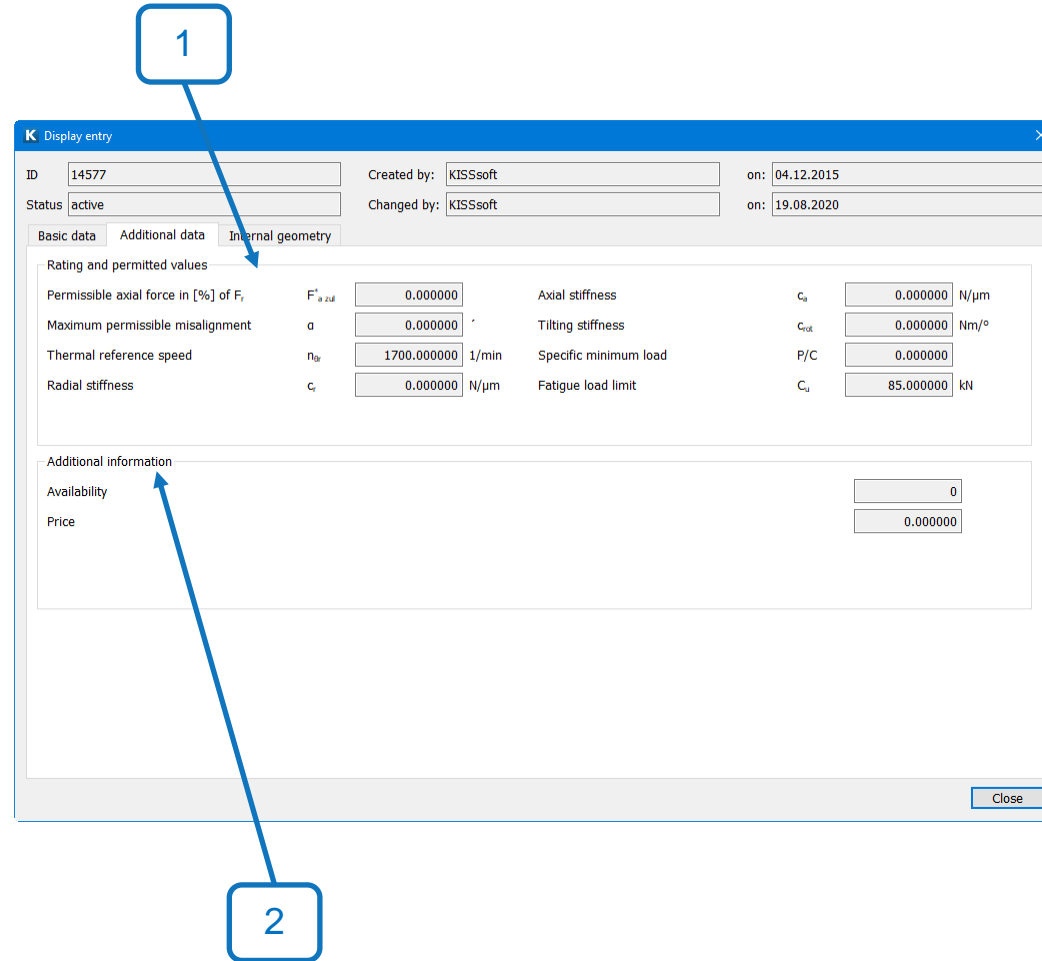 1
K Display entry
ID 14577 Created by: KISSsoft on: 04.12.2015
Status active Changed by: KISSsoft on: 19.08.2020
Basic data Additional data Internal geometry
Rating and permitted values
Permissible axial force in [%] of Fr F*a zul 0.000000 Axial stiffness ca 0.000000 N/µm
Maximum permissible misalignment α 0.000000 ´ Tilting stiffness crot 0.000000 Nm/°
Thermal reference speed nθr 1700.000000 1/min Specific minimum load P/C 0.000000
Radial stiffness cr 0.000000 N/µm Fatigue load limit Cu 85.000000 kN
Additional information
Availability 0
Price 0.000000
Close
2